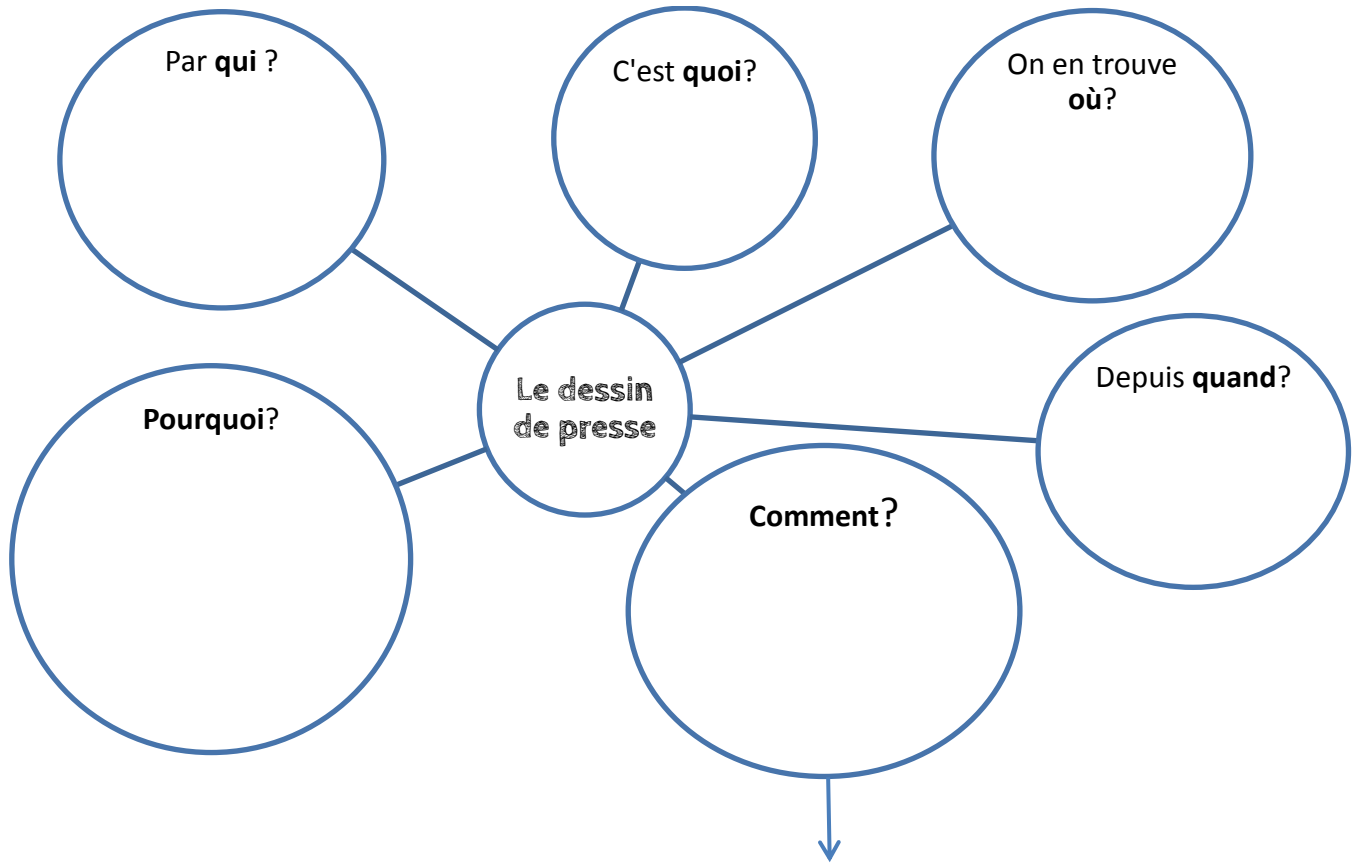 Par qui ?
C'est quoi?
On en trouve
où?
Depuis quand?
Le dessin
de presse
Pourquoi?
Comment?